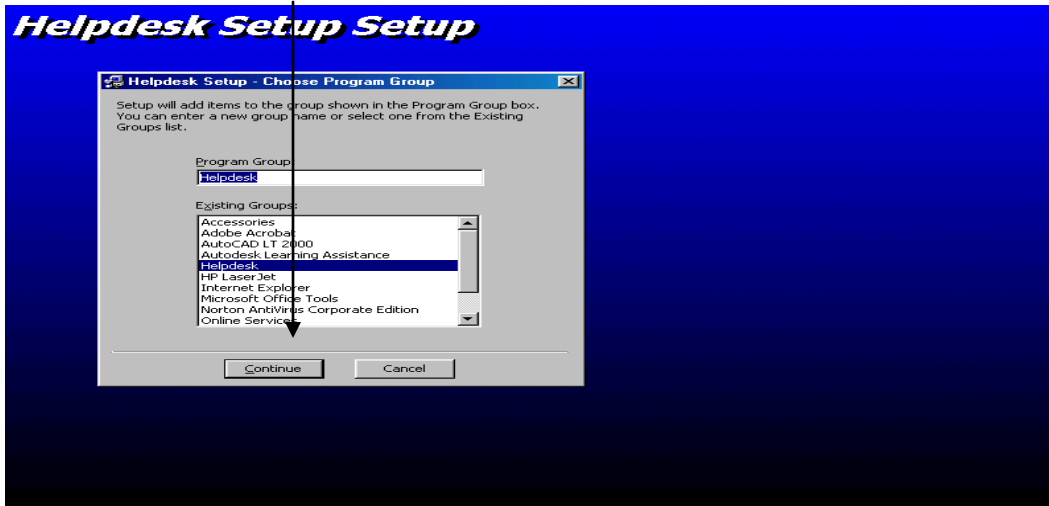 Helpdesk Setup Setup
Helpdesk Setup - Choose Program Group
Setup will add items to the group shown in the Program Group box.
You can enter a new group name or select one from the Existing
Groups list.
Program Group:
Helpdesk
Existing Groups:
Accessories
Adobe Acrobat
AutoCAD LT 2000
Autodesk Learning Assistance
Helpdesk
HP LaserJet
Internet Explorer
Microsoft Office Tools
Norton AntiVirus Corporate Edition
Online Services
Continue
Cancel